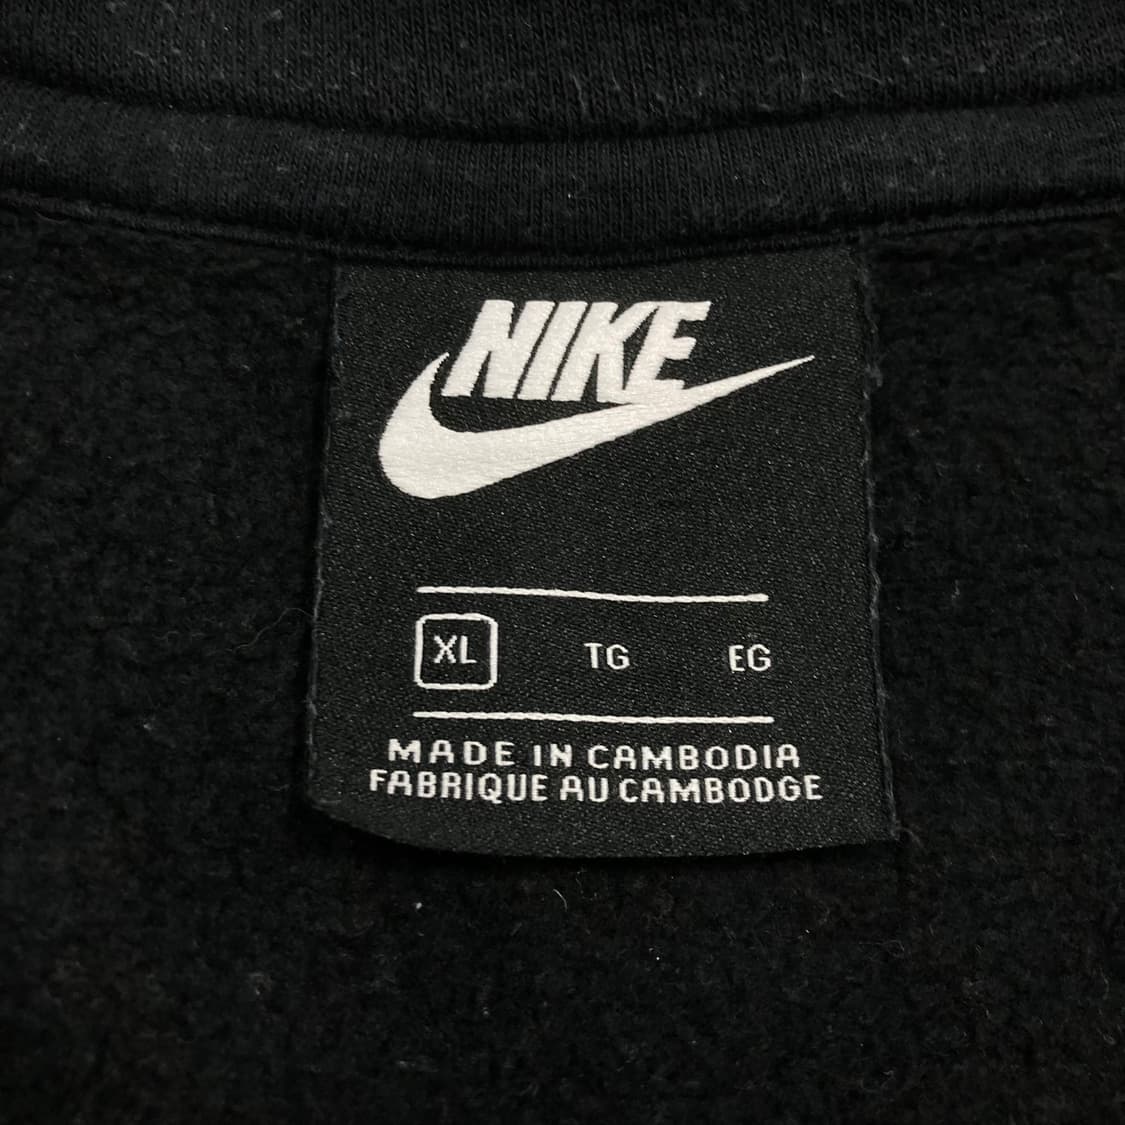 NIKE
XL TG EG
MADE IN CAMBODIA
FABRIQUE AU CAMBODGE